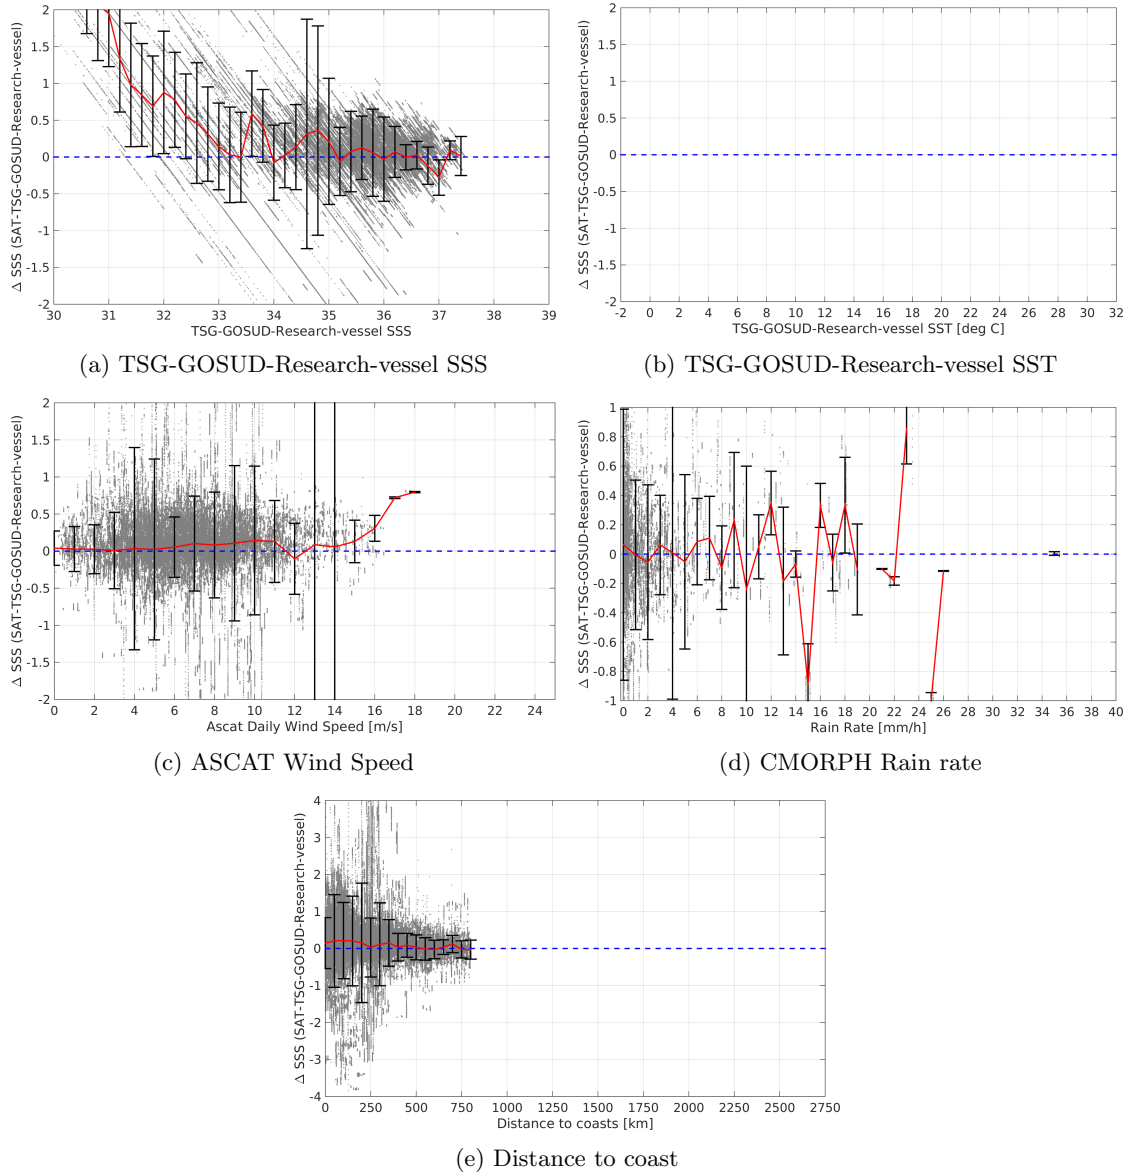 2
1.5
1
0.5
0
-0.5
-1
-1.5
-2
Δ SSS (SAT-TSG-GOSUD-Research-vessel)
30 31 32 33 34 35 36 37 38 39
TSG-GOSUD-Research-vessel SSS
(a) TSG-GOSUD-Research-vessel SSS
2
1.5
1
0.5
0
-0.5
-1
-1.5
-2
Δ SSS (SAT-TSG-GOSUD-Research-vessel)
-2 0 2 4 6 8 10 12 14 16 18 20 22 24 26 28 30 32
TSG-GOSUD-Research-vessel SST [deg C]
(b) TSG-GOSUD-Research-vessel SST
2
1.5
1
0.5
0
-0.5
-1
-1.5
-2
Δ SSS (SAT-TSG-GOSUD-Research-vessel)
0 2 4 6 8 10 12 14 16 18 20 22 24
Ascat Daily Wind Speed [m/s]
(c) ASCAT Wind Speed
1
0.8
0.6
0.4
0.2
0
-0.2
-0.4
-0.6
-0.8
-1
Δ SSS (SAT-TSG-GOSUD-Research-vessel)
0 2 4 6 8 10 12 14 16 18 20 22 24 26 28 30 32 34 36 38 40
Rain Rate [mm/h]
(d) CMORPH Rain rate
4
3
2
1
0
-1
-2
-3
-4
Δ SSS (SAT-TSG-GOSUD-Research-vessel)
0 250 500 750 1000 1250 1500 1750 2000 2250 2500 2750
Distance to coasts [km]
(e) Distance to coast